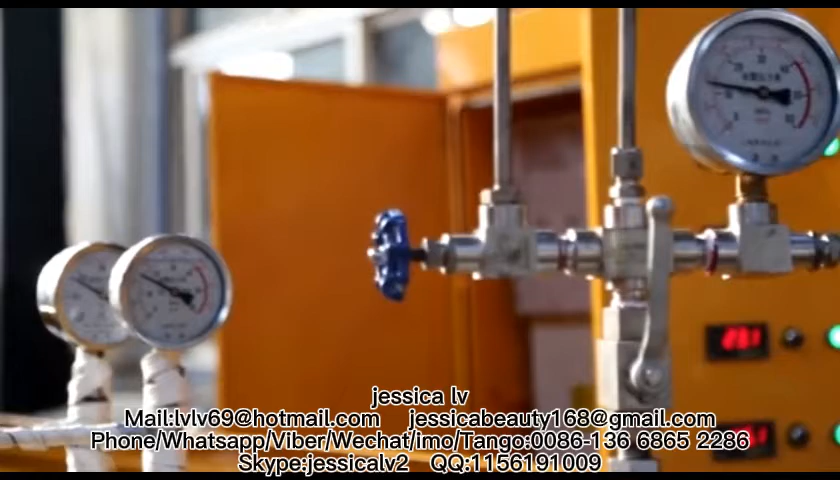 jessica lv
Mail:lvlv69@hotmail.com jessicabeauty168@gmail.com
Phone/Whatsapp/Viber/Wechat/imo/Tango:0086-136 6865 2286
Skype:jessicalv2 QQ:1156191009